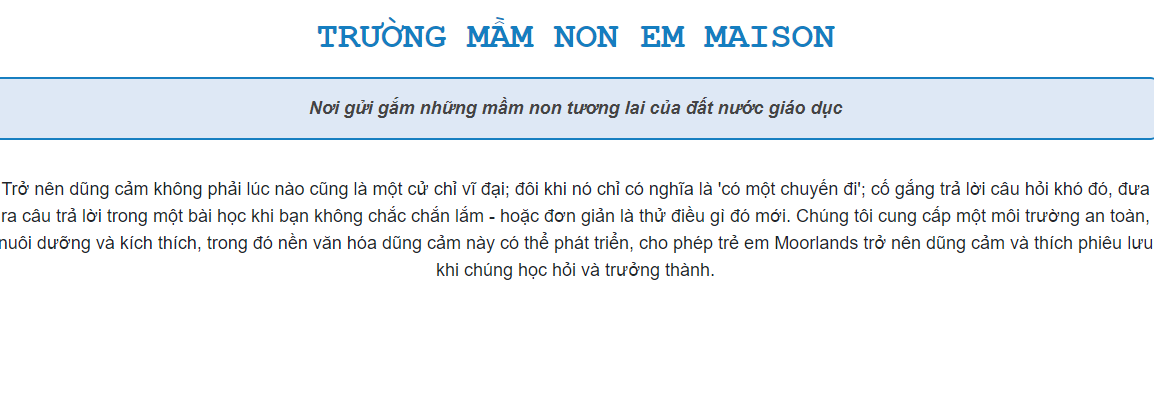 TRƯỜNG MẦM NON EM MAISON
Nơi gửi gắm những mầm non tương lai của đất nước giáo dục
Trở nên dũng cảm không phải lúc nào cũng là một cử chỉ vĩ đại; đôi khi nó chỉ có nghĩa là 'có một chuyến đi'; cố gắng trả lời câu hỏi khó đó, đưa
ra câu trả lời trong một bài học khi bạn không chắc chắn lắm - hoặc đơn giản là thử điều gì đó mới. Chúng tôi cung cấp một môi trường an toàn,
nuôi dưỡng và kích thích, trong đó nền văn hóa dũng cảm này có thể phát triển, cho phép trẻ em Moorlands trở nên dũng cảm và thích phiêu lưu
khi chúng học hỏi và trưởng thành.